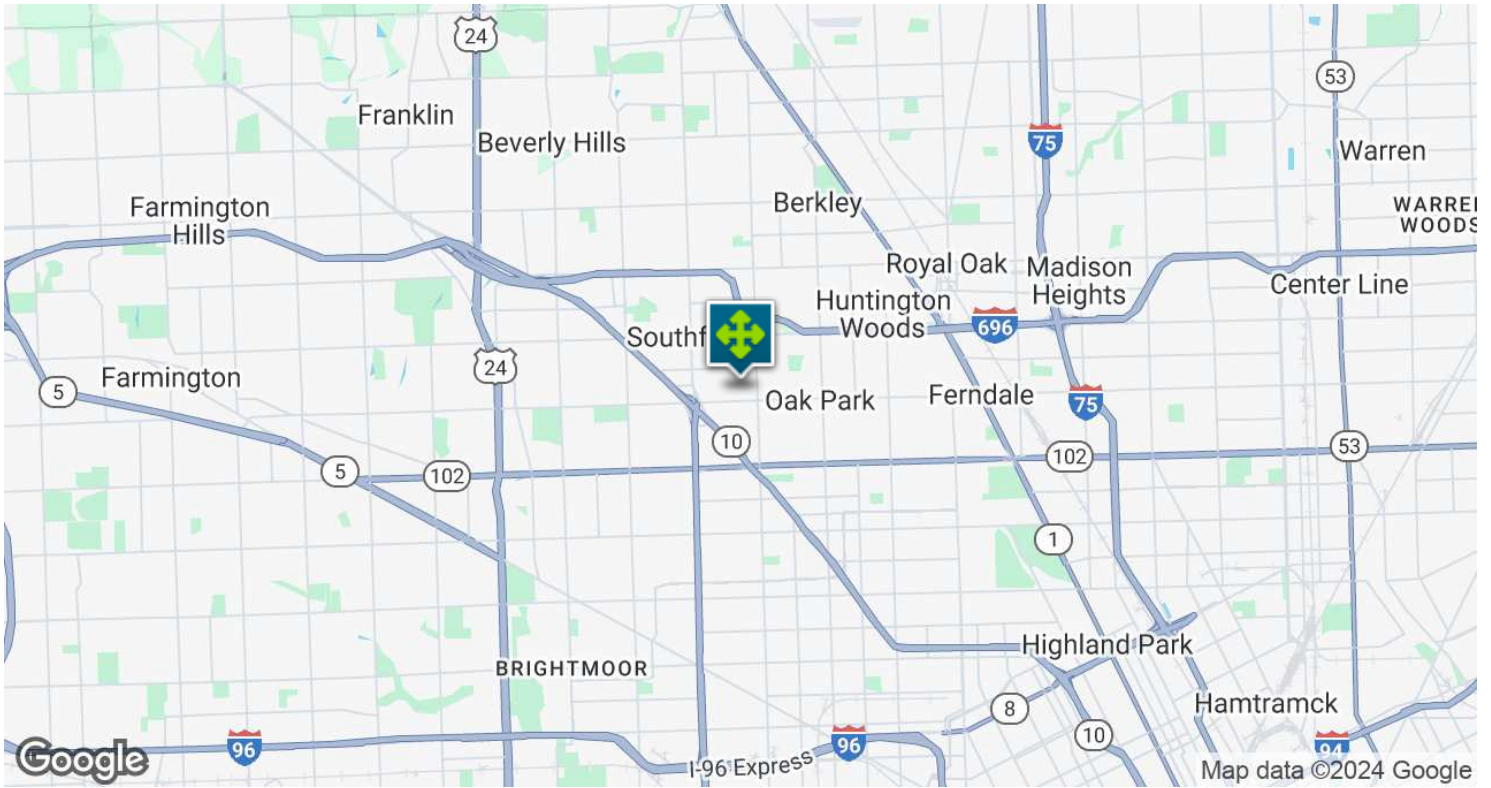 24
53
Franklin
Beverly Hills
75
Warren
Berkley
Farmington
Hills
WARRE
WOODS
Royal Oak
Madison
Heights
Center Line
Huntington
Woods
696
Southf
24
Farmington
5
Oak Park
Ferndale
75
10
53
102
5
102
1
Highland Park
BRIGHTMOOR
Hamtramck
8
10
96
96
94
I-96 Express
Google
Map data ©2024 Google